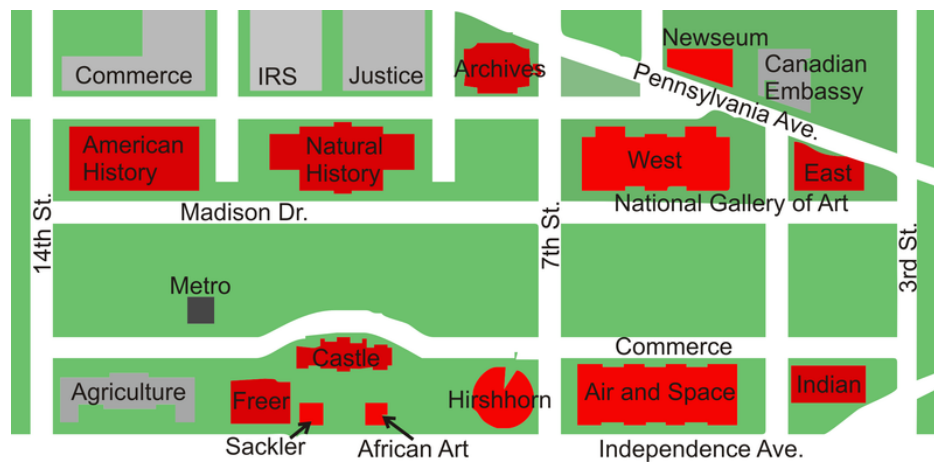 Newseum
Commerce
IRS
Justice
Archives
Canadian
Embassy
Pennsylvania Ave.
American
History
Natural
History
West
East
Madison Dr.
National Gallery of Art
14th St.
7th St.
3rd St.
Metro
Castle
Commerce
Agriculture
Freer
Hirshhorn
Air and Space
Indian
Sackler
African Art
Independence Ave.